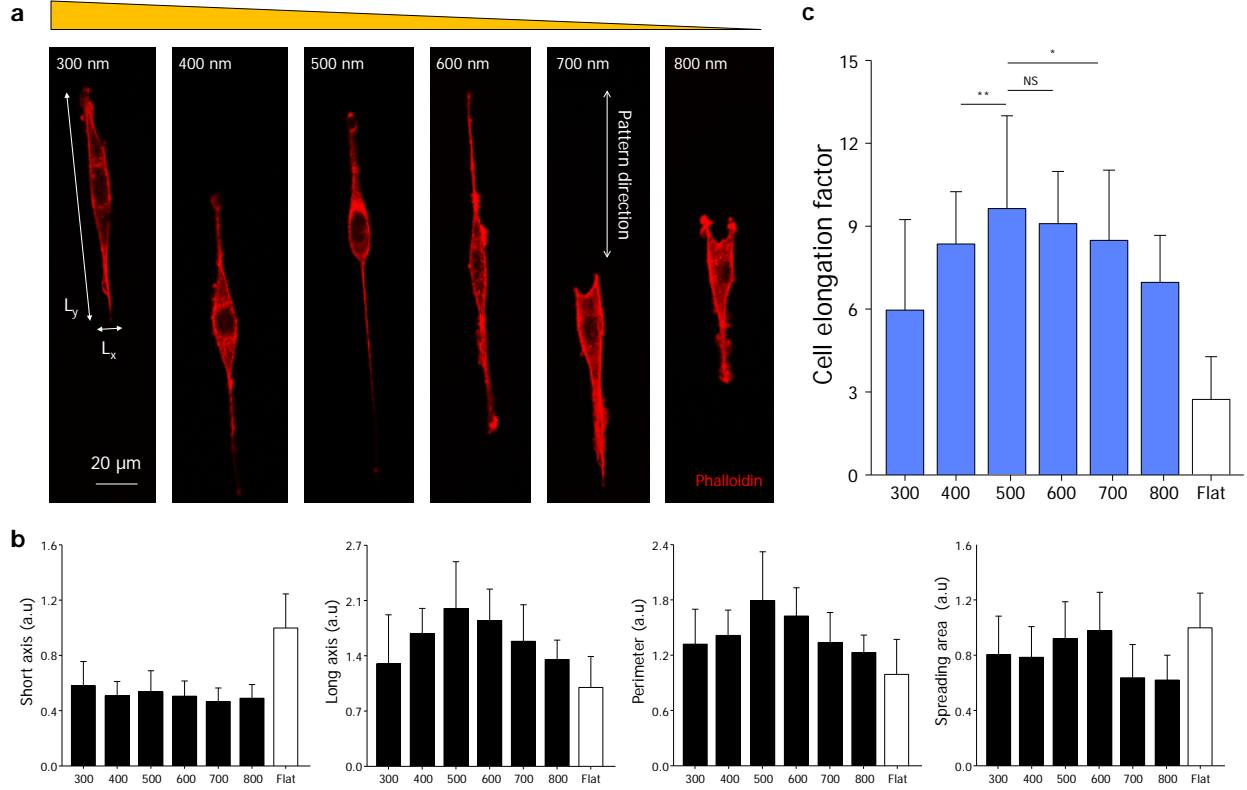 a
300 nm
400 nm
500 nm
600 nm
700 nm
800 nm
Ly
Lx
20 µm
Pattern direction
Phalloidin
c
Cell elongation factor
15
12
9
6
3
0
**
NS
*
300 400 500 600 700 800 Flat
b
Short axis (a.u)
1.6
1.2
0.8
0.4
0.0
300 400 500 600 700 800 Flat
Long axis (a.u)
2.7
2.1
1.4
0.7
0.0
300 400 500 600 700 800 Flat
Perimeter (a.u)
2.4
1.8
1.2
0.6
0.0
300 400 500 600 700 800 Flat
Spreading area (a.u)
1.6
1.2
0.8
0.4
0.0
300 400 500 600 700 800 Flat